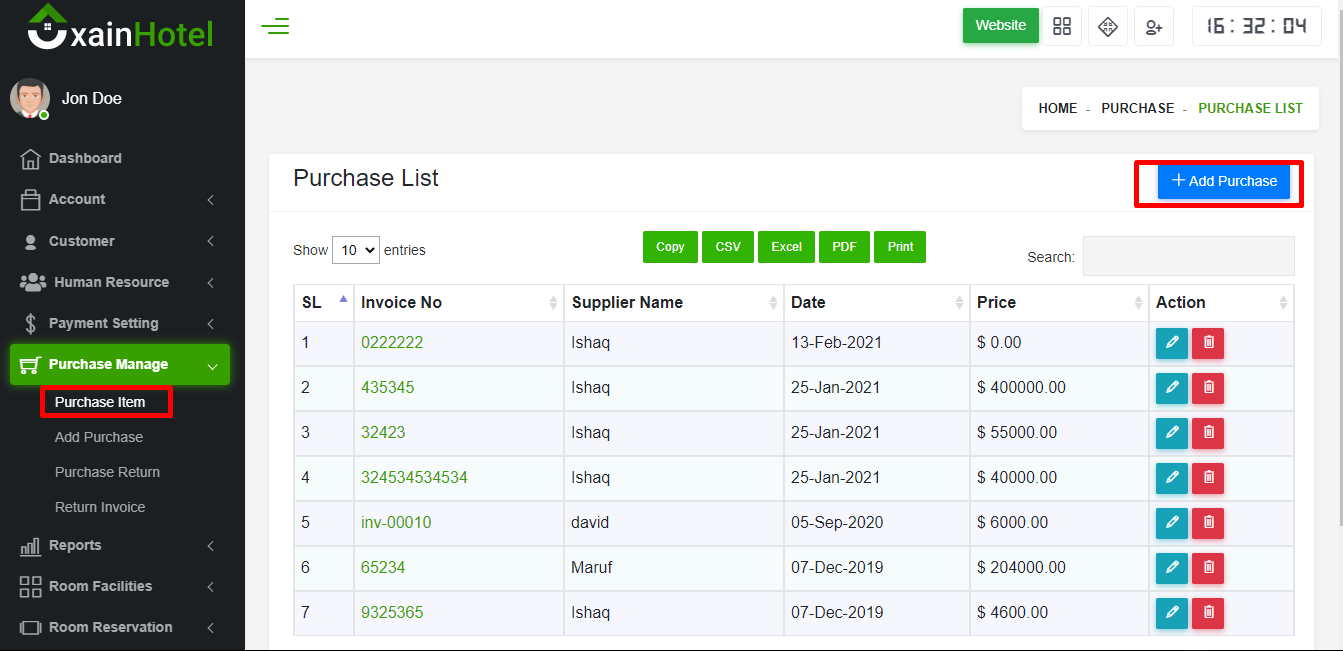 xainHotel
Jon Doe
Dashboard
Account
Customer
Human Resource
Payment Setting
Purchase Manage
Purchase Item
Add Purchase
Purchase Return
Return Invoice
Reports
Room Facilities
Room Reservation
Website
16:32:04
HOME - PURCHASE - PURCHASE LIST
Purchase List
+ Add Purchase
Show 10 entries
Copy CSV Excel PDF Print
Search:
SL Invoice No Supplier Name Date Price Action
1 0222222 Ishaq 13-Feb-2021 $ 0.00
2 435345 Ishaq 25-Jan-2021 $ 400000.00
3 32423 Ishaq 25-Jan-2021 $ 55000.00
4 324534534534 Ishaq 25-Jan-2021 $ 40000.00
5 inv-00010 david 05-Sep-2020 $ 6000.00
6 65234 Maruf 07-Dec-2019 $ 204000.00
7 9325365 Ishaq 07-Dec-2019 $ 4600.00